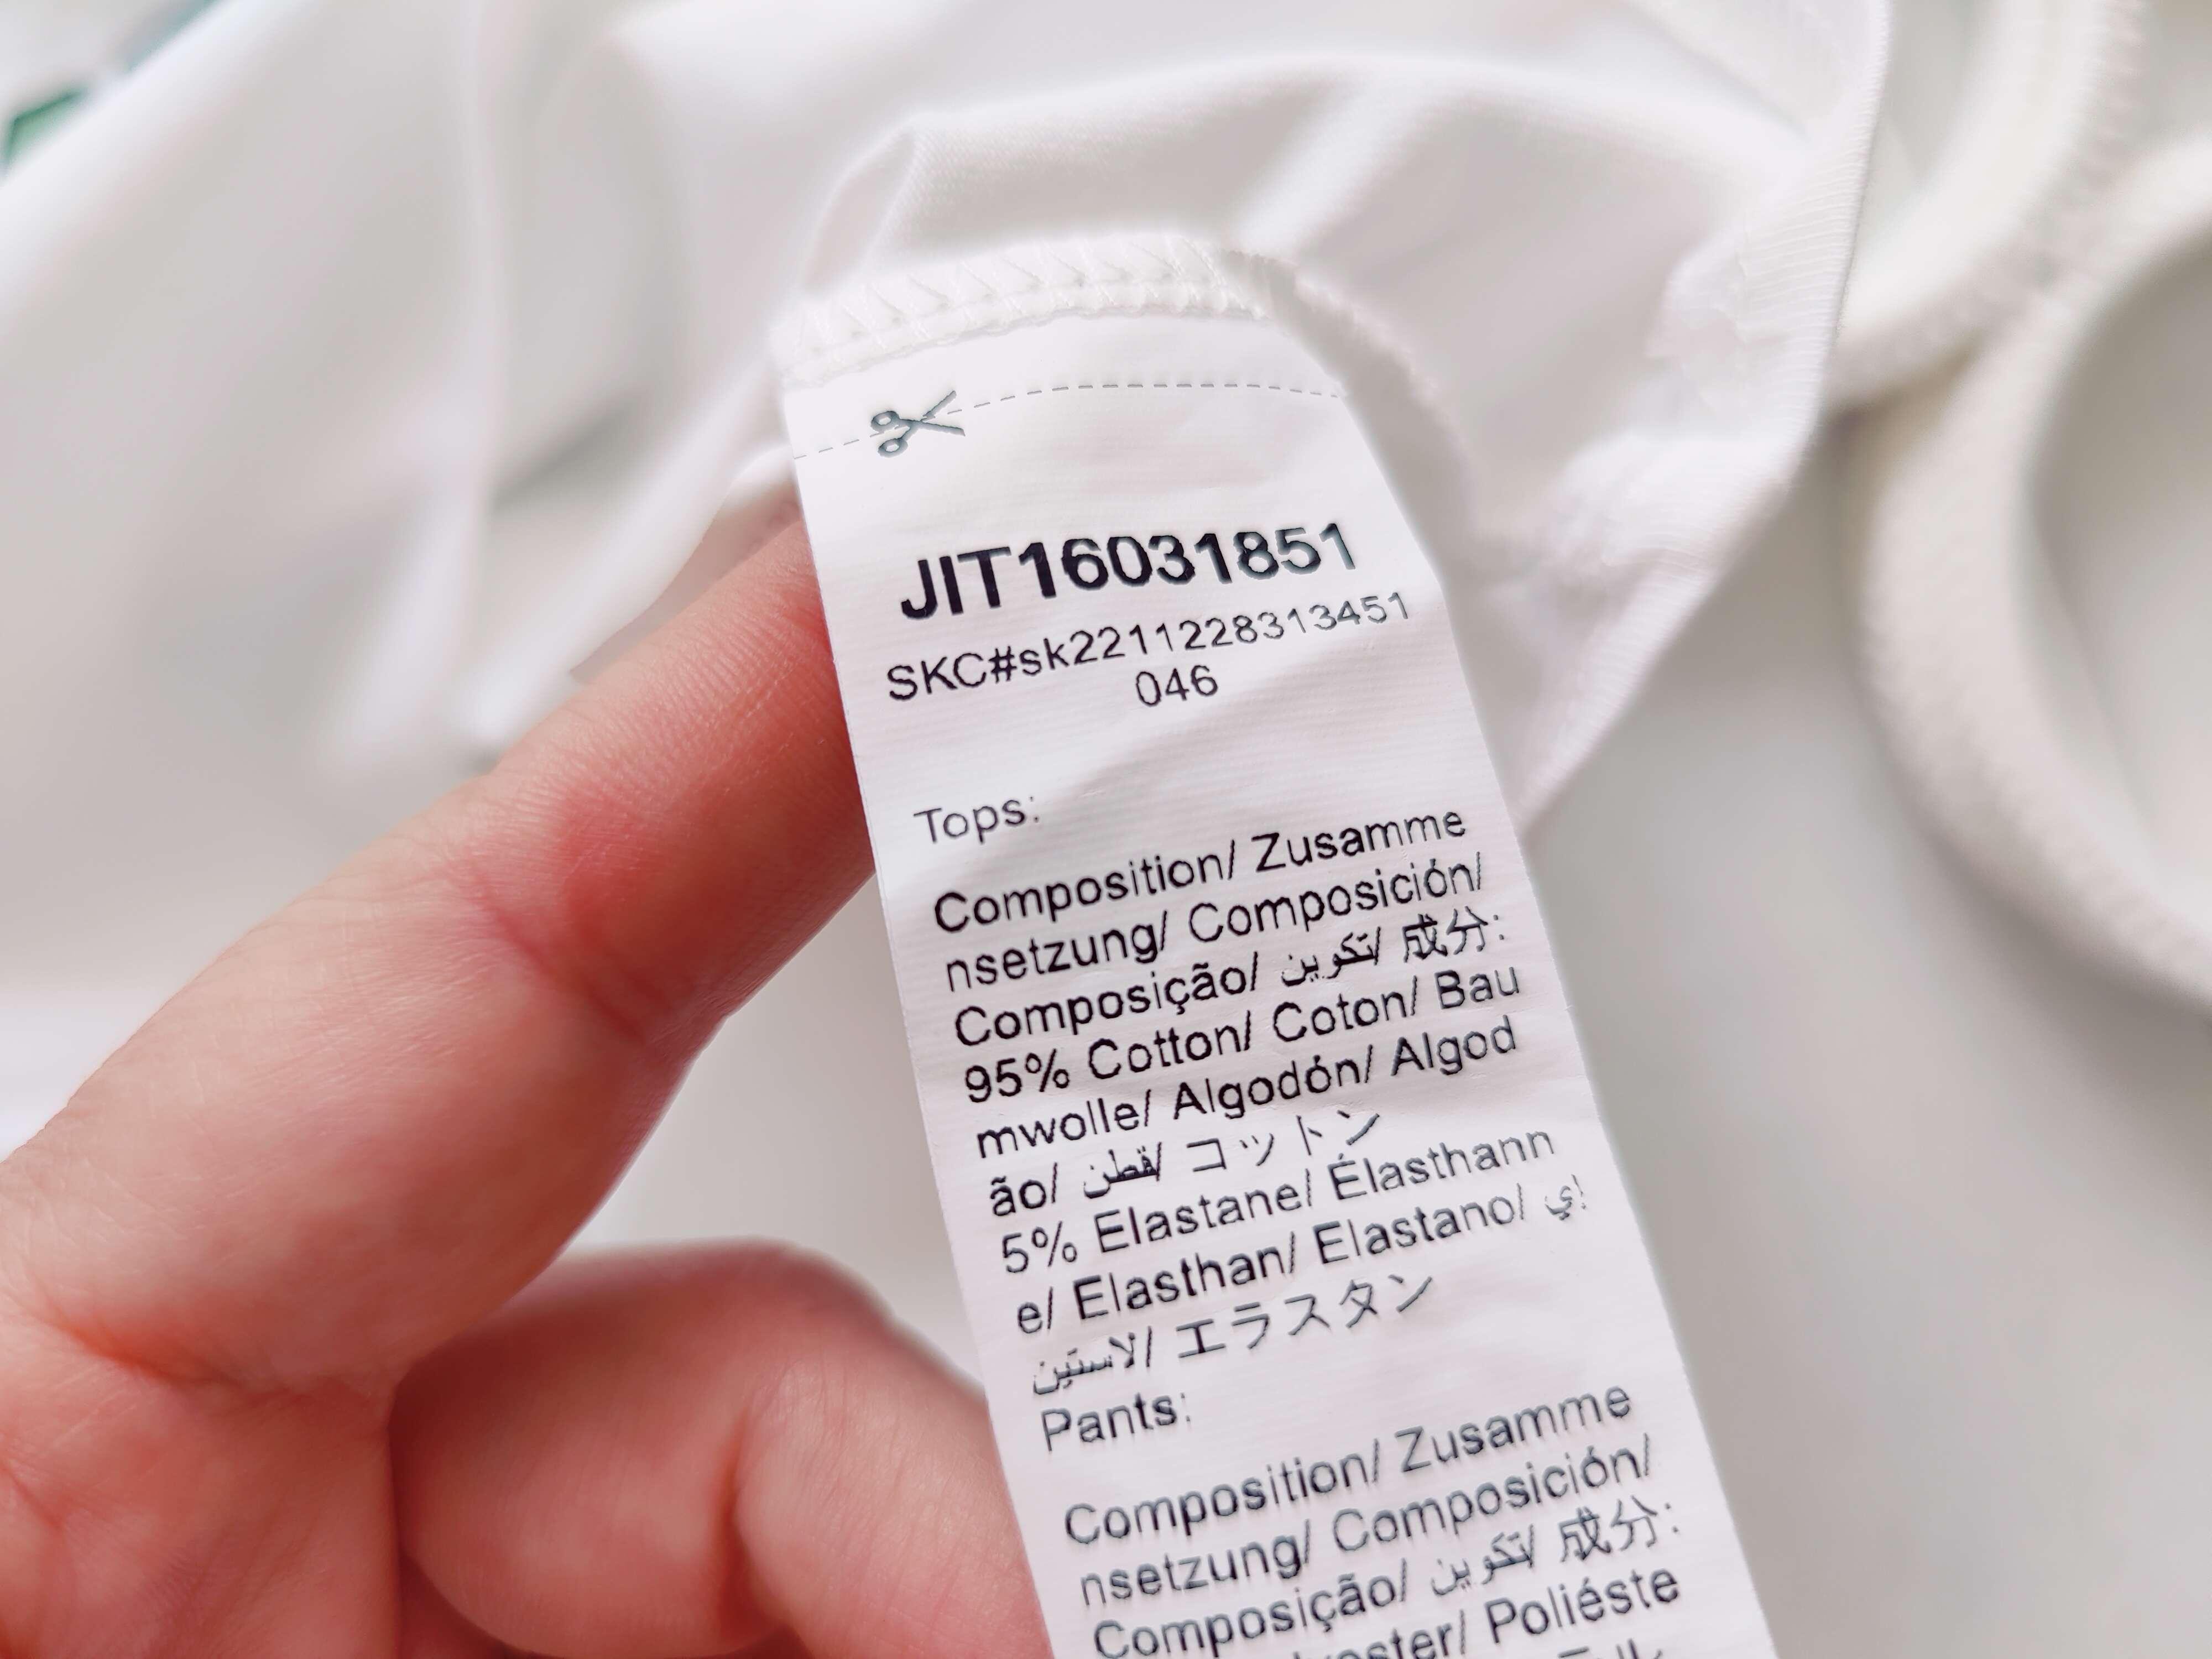 JIT16031851
SKC#sk2211228313451
046
Tops:
Composition/ Zusamme
nsetzung/ Composición/
Composição/ تكوين/ 成分:
95% Cotton/ Coton/ Bau
mwolle/ Algodón/ Algod
ão/ قطن/ コットン
5% Elastane/ Élasthann
e/ Elasthan/ Elastano/ إي
لاستين/ エラスタン
Pants:
Composition/ Zusamme
nsetzung/ Composición/
Composição/ تكوين/ 成分:
Poliéste